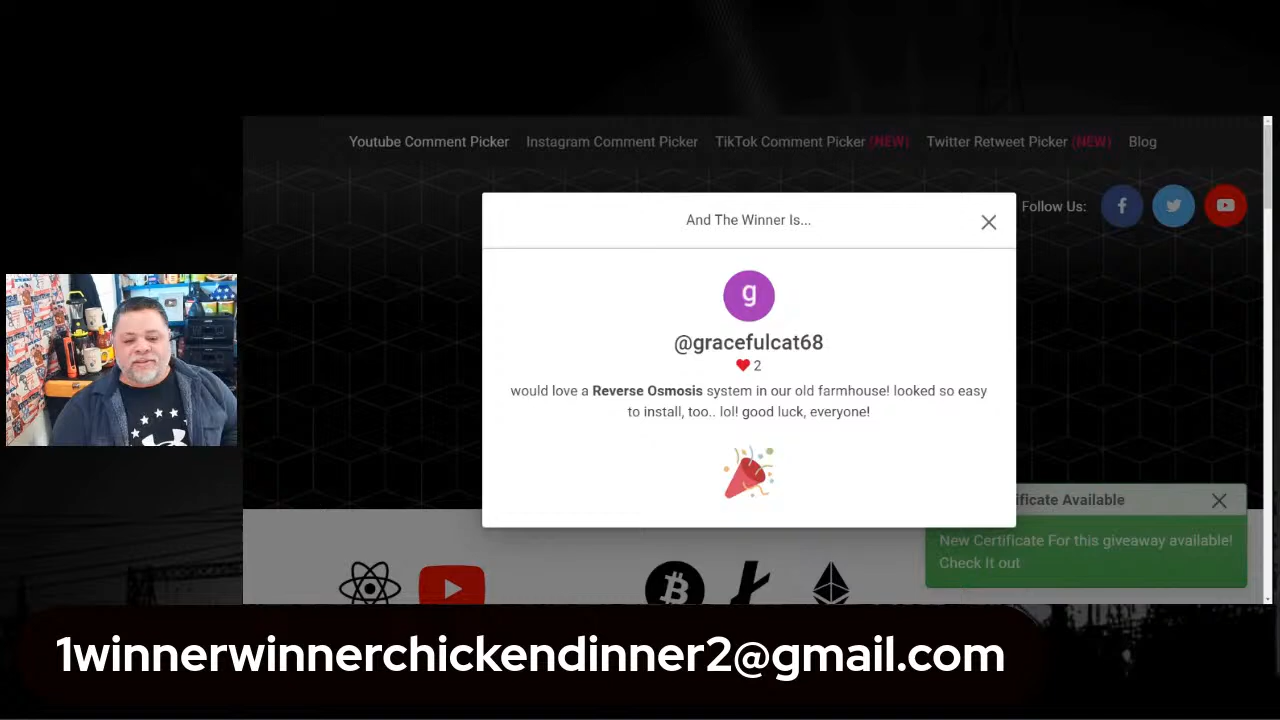 Youtube Comment Picker Instagram Comment Picker TikTok Comment Picker (NEW) Twitter Retweet Picker (NEW) Blog
Follow Us:
And The Winner Is...
g
@gracefulcat68
2
would love a Reverse Osmosis system in our old farmhouse! looked so easy
to install, too.. lol! good luck, everyone!
ificate Available
New Certificate For this giveaway available!
Check It out
1winnerwinnerchickendinner2@gmail.com